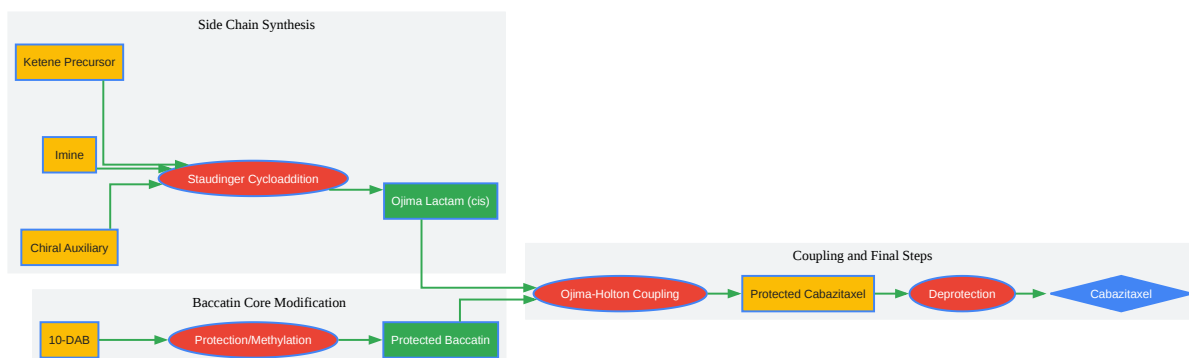 Side Chain Synthesis
Ketene Precursor
Imine
Staudinger Cycloaddition
Ojima Lactam (cis)
Chiral Auxiliary
Baccatin Core Modification
10-DAB
Protection/Methylation
Protected Baccatin
Coupling and Final Steps
Ojima-Holton Coupling
Protected Cabazitaxel
Deprotection
Cabazitaxel